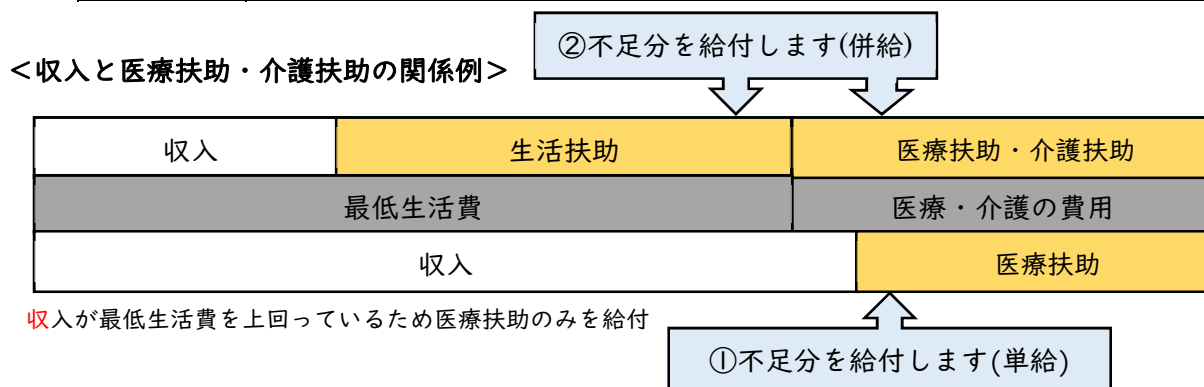 ②不足分を給付します(併給)
＜収入と医療扶助・介護扶助の関係例＞
収入 生活扶助 医療扶助・介護扶助
最低生活費 医療・介護の費用
収入 医療扶助
収入が最低生活費を上回っているため医療扶助のみを給付
①不足分を給付します(単給)